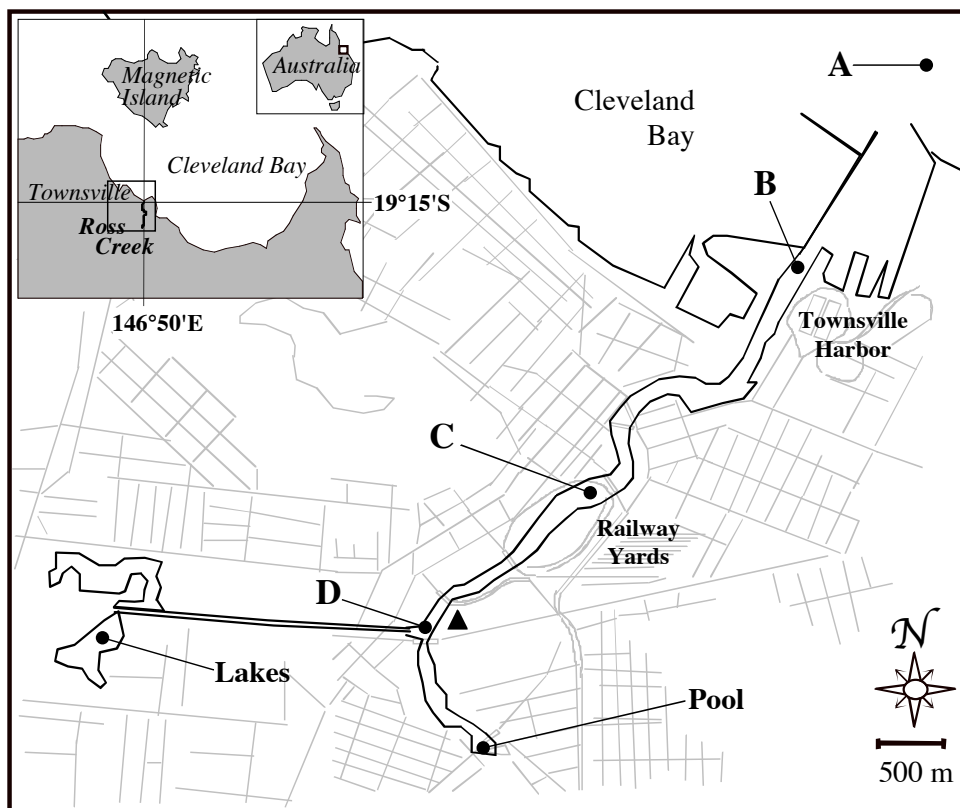 Magnetic
Island
Australia
Cleveland Bay
Townsville
Ross
Creek
19°15'S
146°50'E
A
Cleveland
Bay
B
Townsville
Harbor
C
Railway
Yards
D
Lakes
Pool
N
500 m